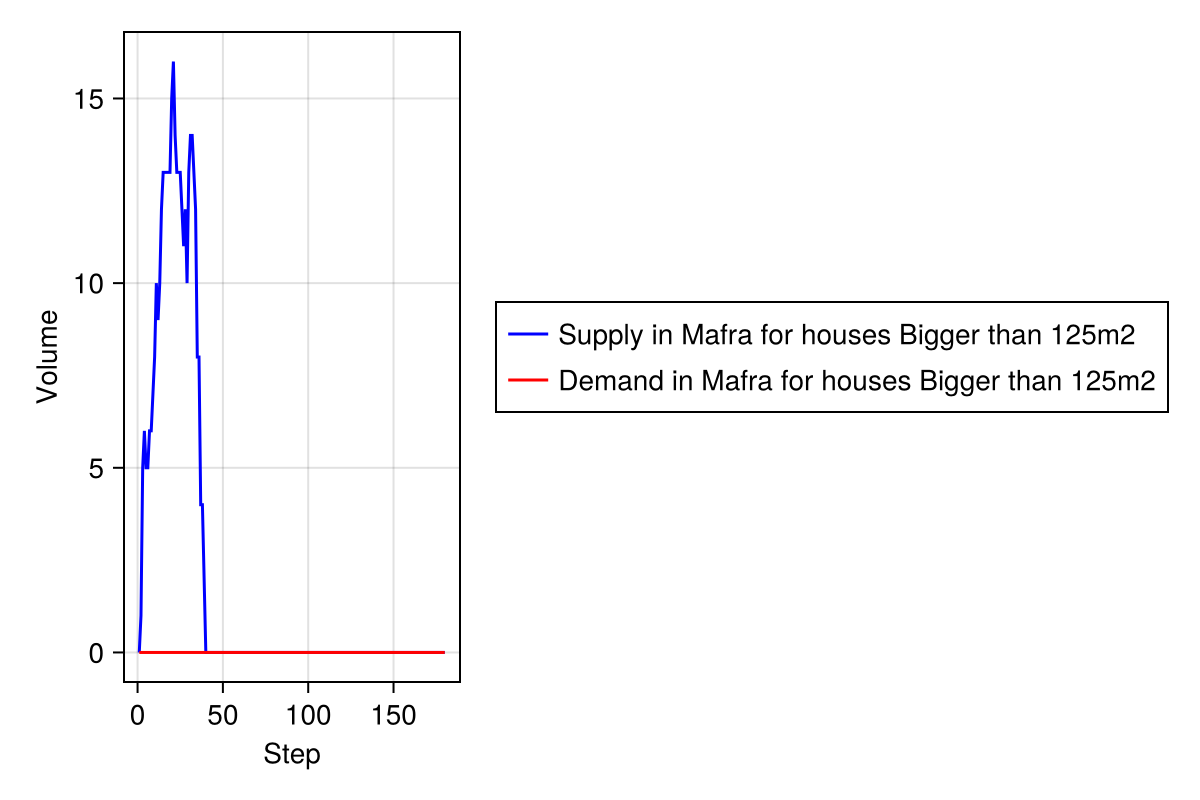 15
10
5
0
Volume
0 50 100 150
Step
Supply in Mafra for houses Bigger than 125m2
Demand in Mafra for houses Bigger than 125m2